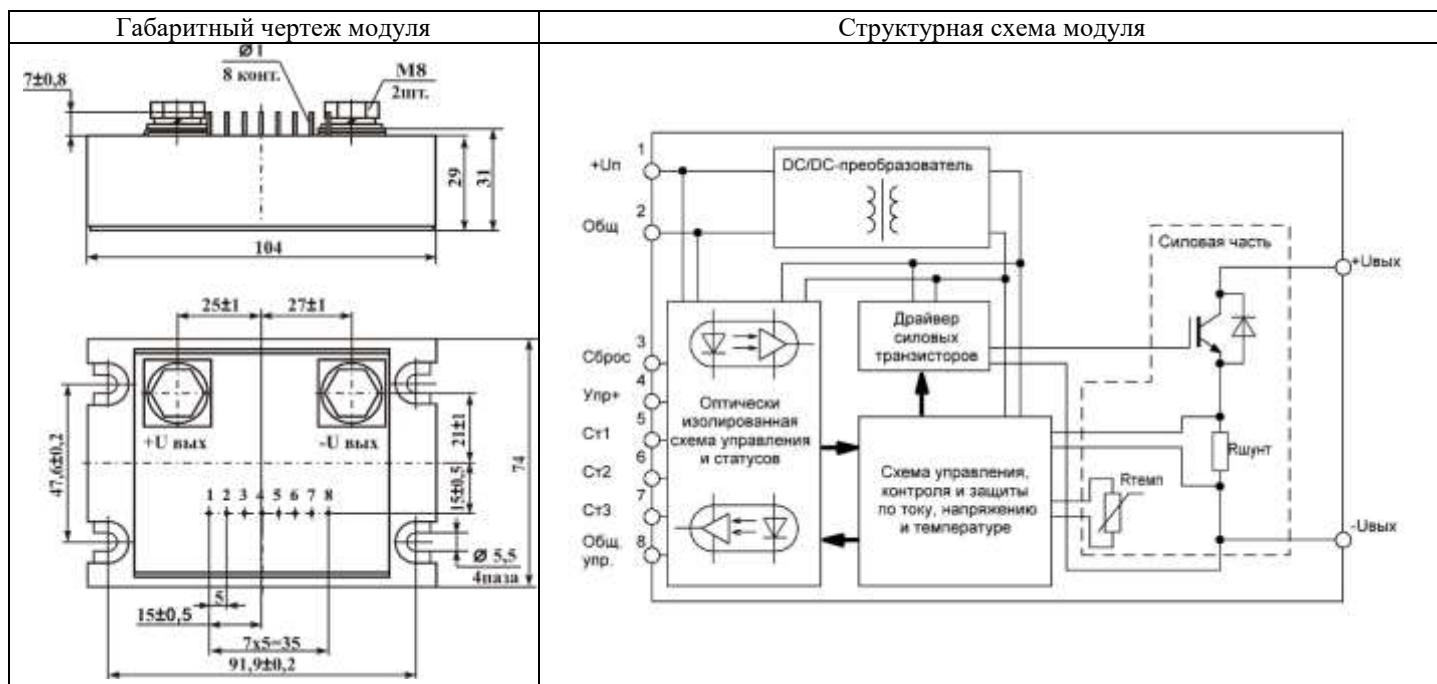 Габаритный чертеж модуля
Структурная схема модуля
Ø 1
8 конт.
M8
2шт.
7±0,8
29
31
104
25±1
27±1
+U вых
-U вых
47,6±0,2
21±1
15±0,5
74
1 2 3 4 5 6 7 8
Ø 5,5
4паза
5
15±0,5
7x5=35
91,9±0,2
1
+Uп
2
Общ
3
Сброс
4
Упр+
5
Ст1
6
Ст2
7
Ст3
8
Общ.
упр.
DC/DC-преобразователь
Драйвер
силовых
транзисторов
Оптически
изолированная
схема управления
и статусов
Схема управления,
контроля и защиты
по току, напряжению
и температуре
Силовая часть
Rшунт
Rтемп
+Uвых
-Uвых